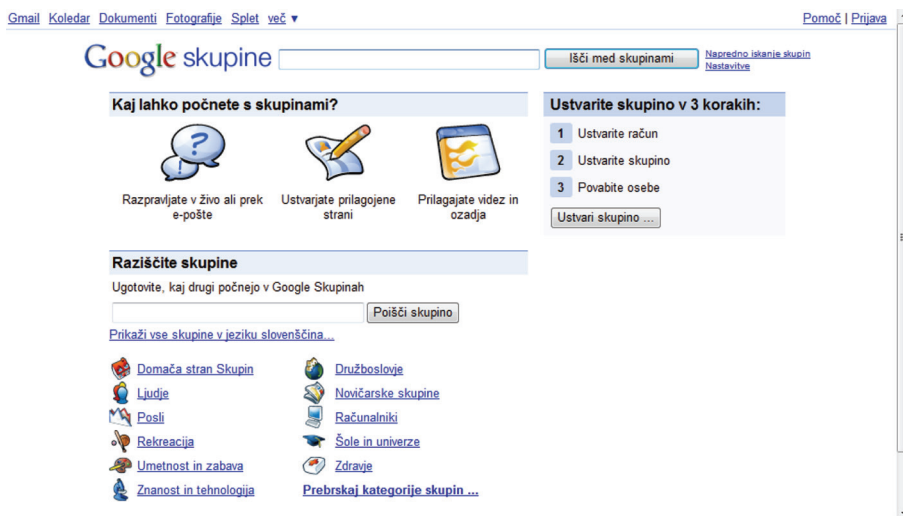 Gmail Koledar Dokumenti Fotografije Splet več ▼ Pomoč | Prijava
Google skupine Išči med skupinami Napredno iskanje skupin
Nastavitve
Kaj lahko počnete s skupinami?
Razpravljate v živo ali prek
e-pošte
Ustvarjate prilagojene
strani
Prilagajate videz in
ozadja
Ustvarite skupino v 3 korakih:
1 Ustvarite račun
2 Ustvarite skupino
3 Povabite osebe
Ustvari skupino ...
Raziščite skupine
Ugotovite, kaj drugi počnejo v Google Skupinah
Poišči skupino
Prikaži vse skupine v jeziku slovenščina...
Domača stran Skupin
Ljudje
Posli
Rekreacija
Umetnost in zabava
Znanost in tehnologija
Družboslovje
Novičarske skupine
Računalniki
Šole in univerze
Zdravje
Prebrskaj kategorije skupin ...